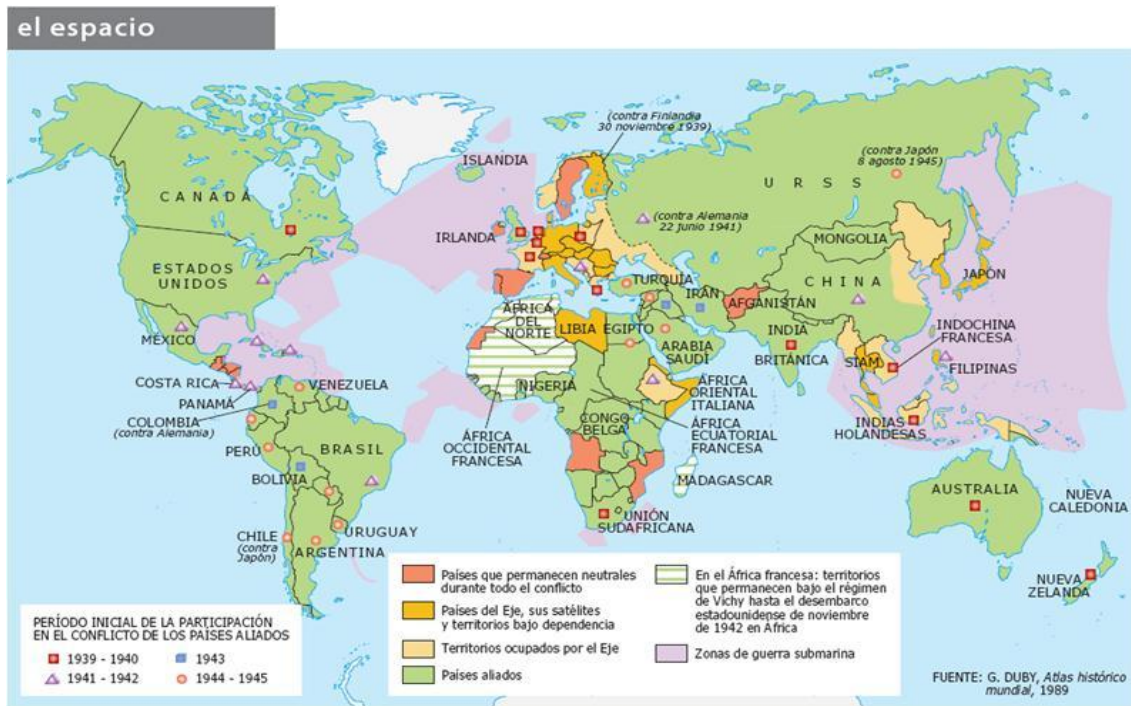 el espacio
(contra Finlandia
30 noviembre 1939)
ISLANDIA
(contra Japón
8 agosto 1945)
U R S S
CANADÁ
(contra Alemania
22 junio 1941)
IRLANDA
MONGOLIA
ESTADOS
UNIDOS
TURQUÍA
CHINA
JAPÓN
IRÁN
AFGANISTÁN
ÁFRICA
DEL
NORTE
LIBIA
EGIPTO
MÉXICO
ARABIA
SAUDÍ
INDIA
BRITÁNICA
INDOCHINA
FRANCESA
SIAM
FILIPINAS
COSTA RICA
VENEZUELA
NIGERIA
ÁFRICA
ORIENTAL
ITALIANA
PANAMÁ
COLOMBIA
(contra Alemania)
CONGO
BELGA
ÁFRICA
ECUATORIAL
FRANCESA
INDIAS
HOLANDESAS
PERÚ
BRASIL
ÁFRICA
OCCIDENTAL
FRANCESA
BOLIVIA
MADAGASCAR
AUSTRALIA
NUEVA
CALEDONIA
UNIÓN
SUDAFRICANA
URUGUAY
CHILE
(contra
Japón)
ARGENTINA
NUEVA
ZELANDA
PERÍODO INICIAL DE LA PARTICIPACIÓN
EN EL CONFLICTO DE LOS PAÍSES ALIADOS
1939 - 1940
1943
1941 - 1942
1944 - 1945
Países que permanecen neutrales
durante todo el conflicto
Países del Eje, sus satélites
y territorios bajo dependencia
Territorios ocupados por el Eje
Países aliados
En el África francesa: territorios
que permanecen bajo el régimen
de Vichy hasta el desembarco
estadounidense de noviembre
de 1942 en África
Zonas de guerra submarina
FUENTE: G. DUBY, Atlas histórico
mundial, 1989